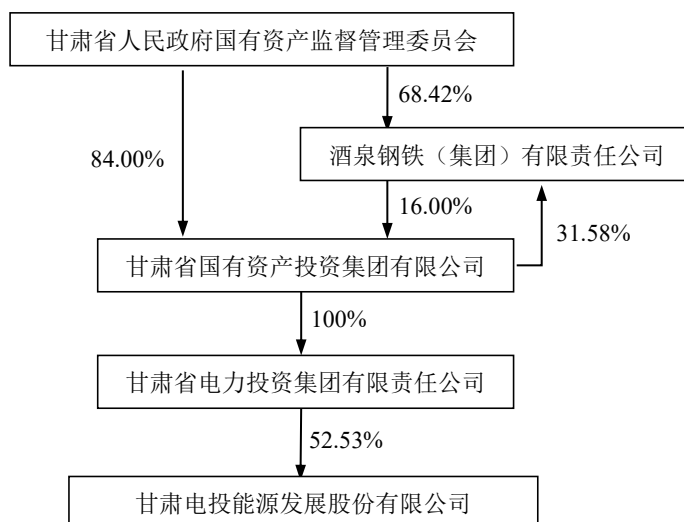 甘肃省人民政府国有资产监督管理委员会
68.42%
酒泉钢铁（集团）有限责任公司
84.00%
16.00%
31.58%
甘肃省国有资产投资集团有限公司
100%
甘肃省电力投资集团有限责任公司
52.53%
甘肃电投能源发展股份有限公司